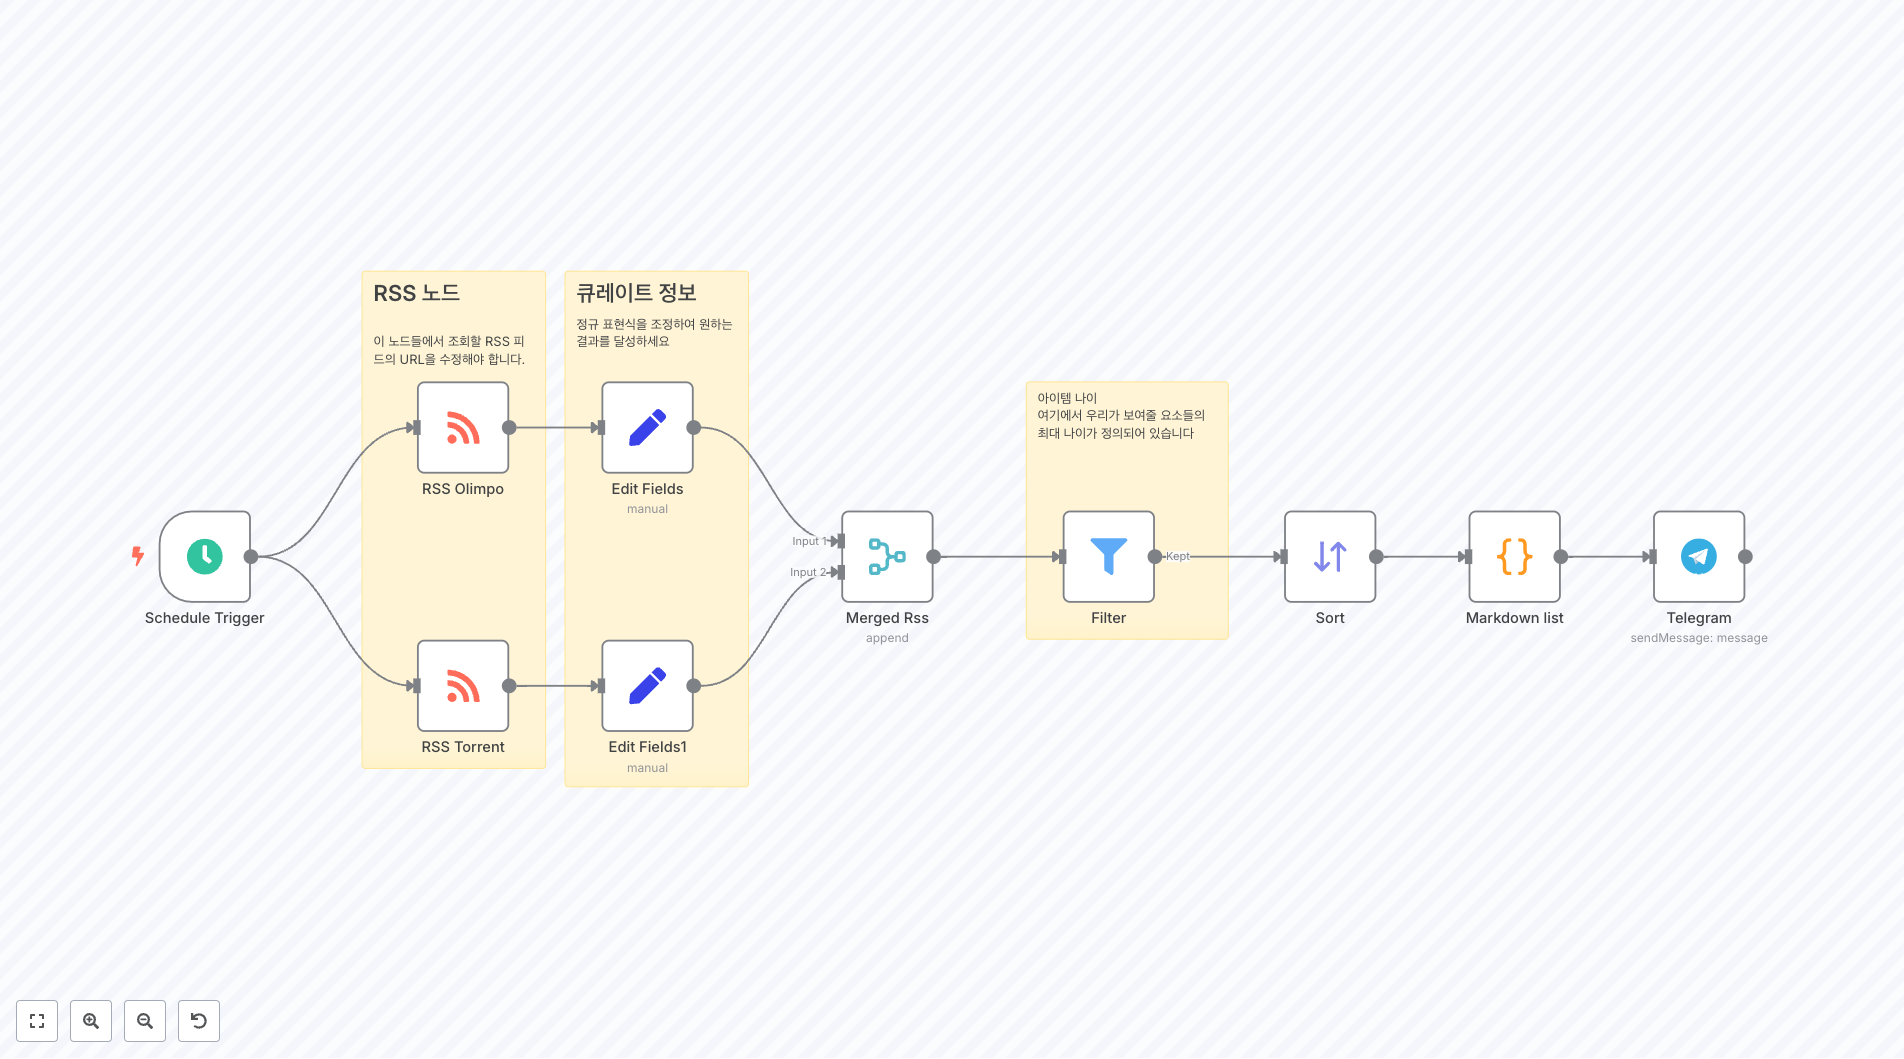 RSS 노드
이 노드들에서 조회할 RSS 피
드의 URL을 수정해야 합니다.
큐레이트 정보
정규 표현식을 조정하여 원하는
결과를 달성하세요
아이템 나이
여기에서 우리가 보여줄 요소들의
최대 나이가 정의되어 있습니다
RSS Olimpo
Edit Fields
manual
Schedule Trigger
Input 1
Input 2
Merged Rss
append
Filter
Kept
Sort
Markdown list
Telegram
sendMessage: message
RSS Torrent
Edit Fields1
manual